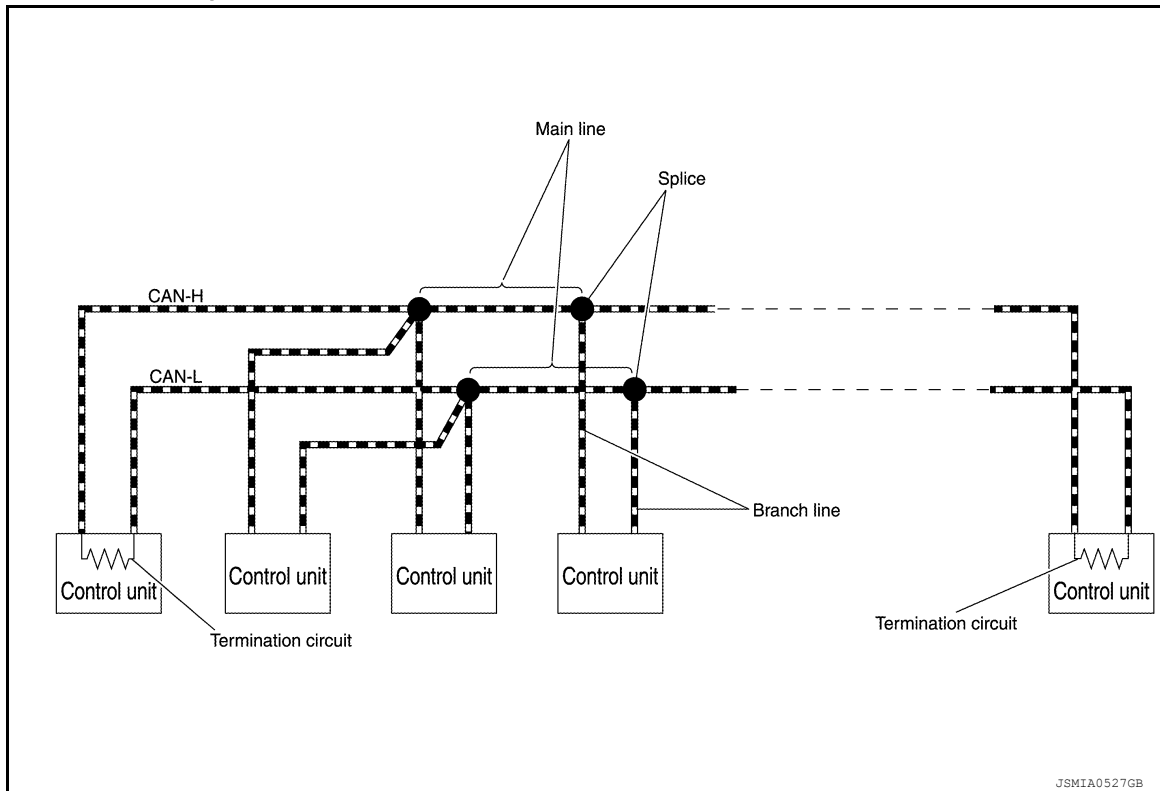 Main line
Splice
CAN-H
CAN-L
Branch line
Control unit
Control unit
Control unit
Control unit
Control unit
Termination circuit
Termination circuit
JSMIA0527GB